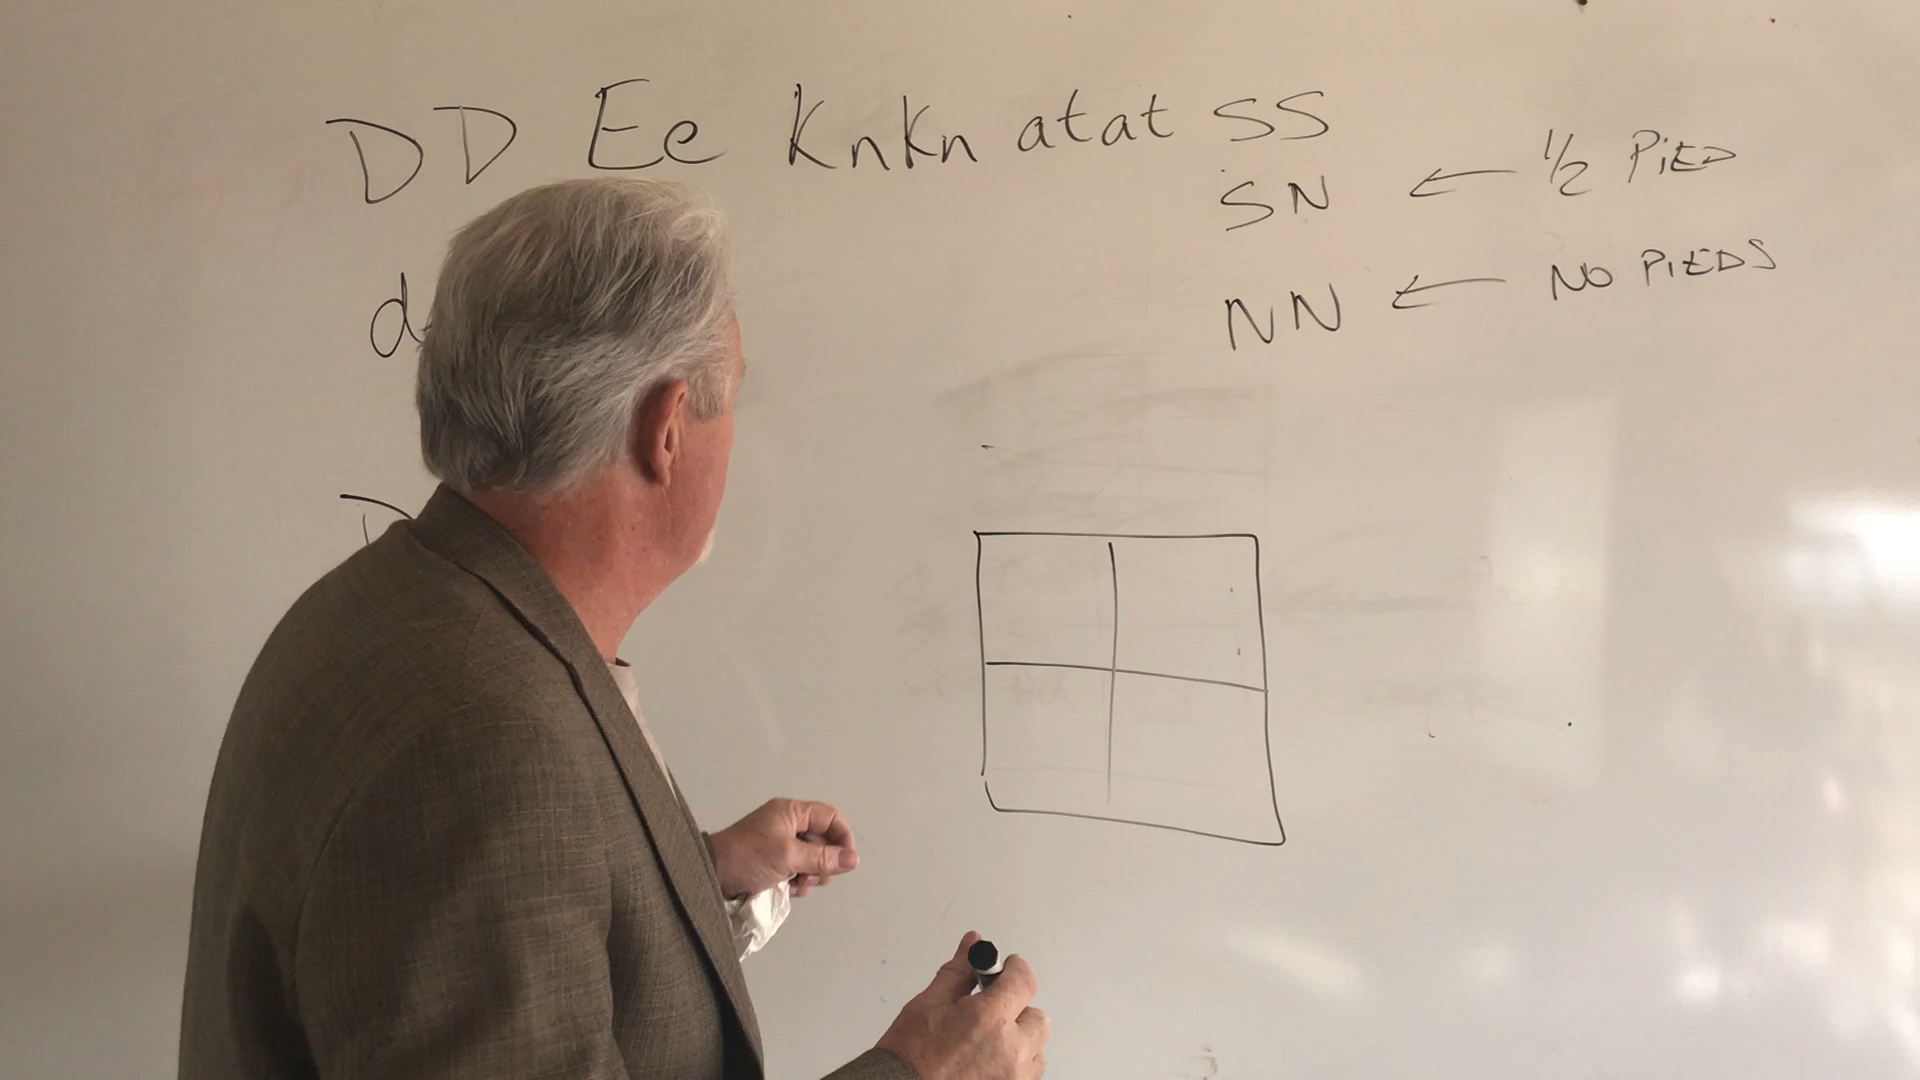 DD Ee KnKn atat SS
SN ← 1/2 PiED
d
NN ← NO PiEDS
D